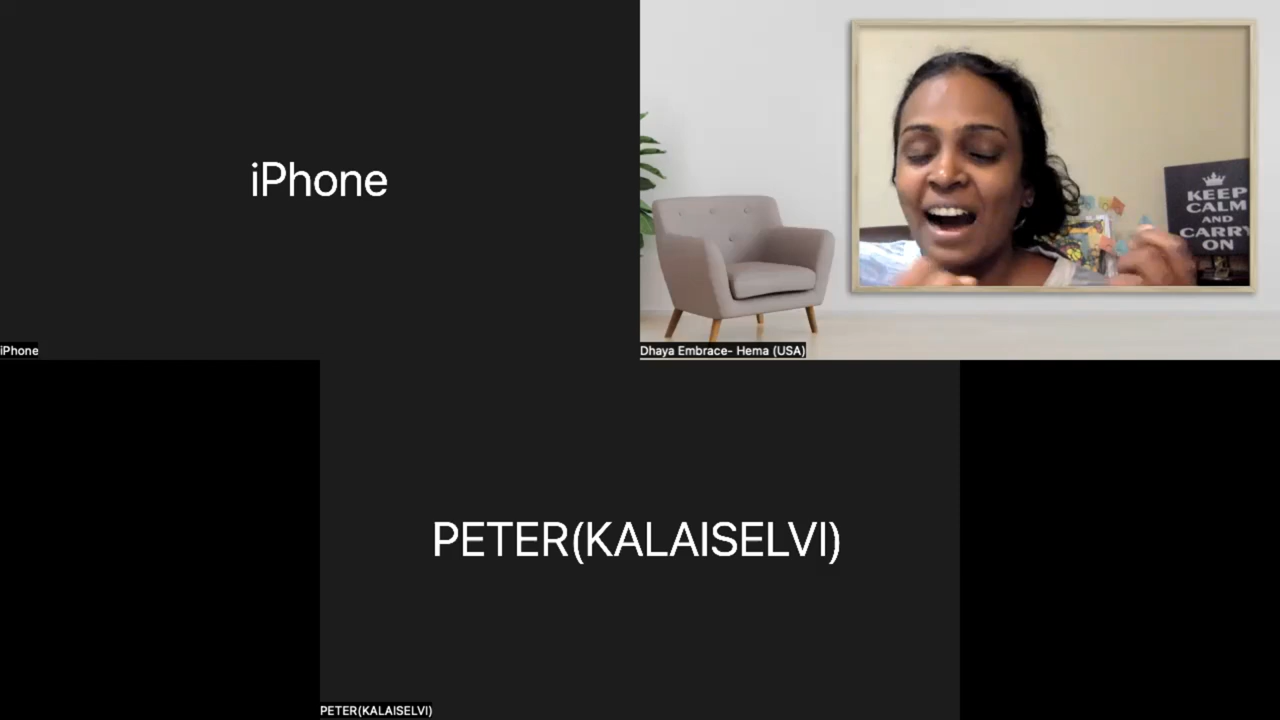 iPhone
KEEP
CALM
AND
CARRY
ON
iPhone
Dhaya Embrace- Hema (USA)
PETER(KALAISELVI)
PETER(KALAISELVI)